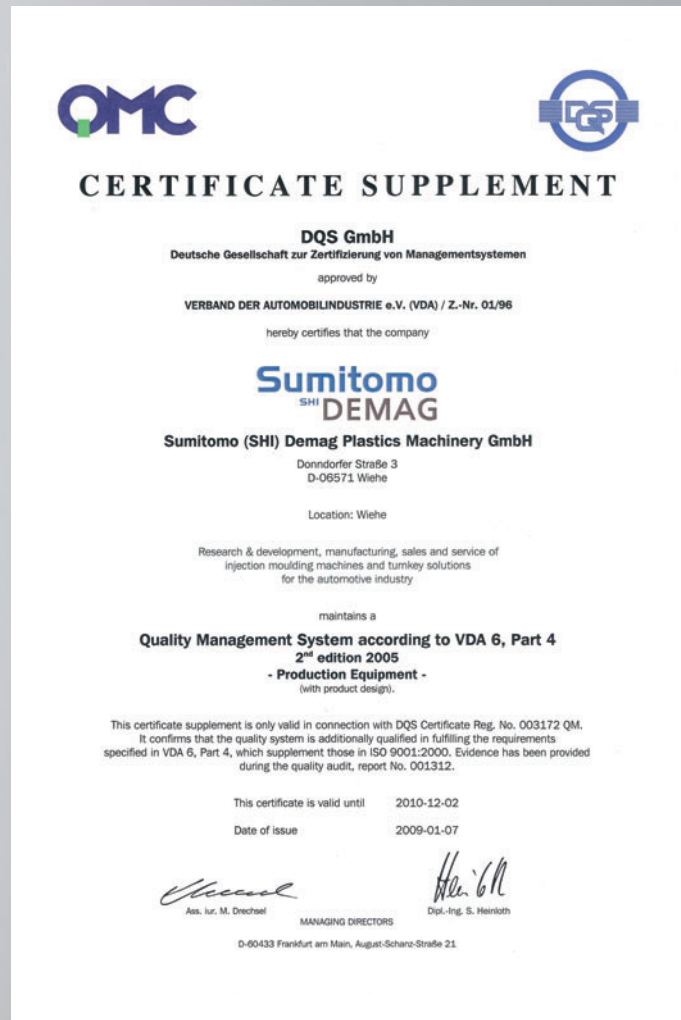 QMC
DQS
CERTIFICATE SUPPLEMENT
DQS GmbH
Deutsche Gesellschaft zur Zertifizierung von Managementsystemen
approved by
VERBAND DER AUTOMOBILINDUSTRIE e.V. (VDA) / Z.-Nr. 01/96
hereby certifies that the company
Sumitomo
SHI DEMAG
Sumitomo (SHI) Demag Plastics Machinery GmbH
Donndorfer Straße 3
D-06571 Wiehe
Location: Wiehe
Research & development, manufacturing, sales and service of
injection moulding machines and turnkey solutions
for the automotive industry
maintains a
Quality Management System according to VDA 6, Part 4
2nd edition 2005
- Production Equipment -
(with product design).
This certificate supplement is only valid in connection with DQS Certificate Reg. No. 003172 QM.
It confirms that the quality system is additionally qualified in fulfilling the requirements
specified in VDA 6, Part 4, which supplement those in ISO 9001:2000. Evidence has been provided
during the quality audit, report No. 001312.
This certificate is valid until 2010-12-02
Date of issue 2009-01-07
Ass. iur. M. Drechsel Dipl.-Ing. S. Heinloth
MANAGING DIRECTORS
D-60433 Frankfurt am Main, August-Schanz-Straße 21